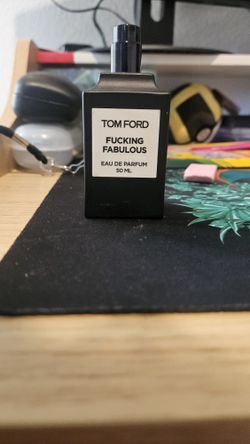 TOM FORD
FUCKING
FABULOUS
EAU DE PARFUM
50 ML